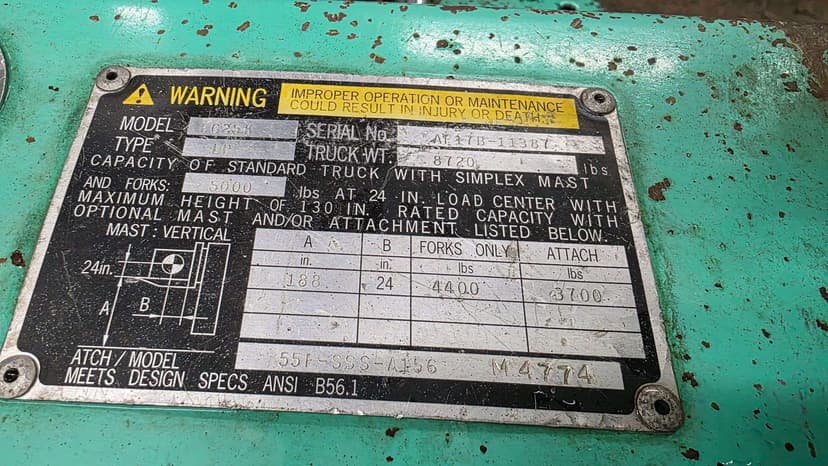 WARNING
IMPROPER OPERATION OR MAINTENANCE
COULD RESULT IN INJURY OR DEATH.
MODEL
SERIAL No.
TYPE LP TRUCK WT. 8720 lbs
CAPACITY OF STANDARD TRUCK WITH SIMPLEX MAST
AND FORKS: 5000 lbs AT 24 IN. LOAD CENTER WITH
MAXIMUM HEIGHT OF 130 IN. RATED CAPACITY WITH
OPTIONAL MAST AND/OR ATTACHMENT LISTED BELOW.
MAST: VERTICAL
24in.
A
B
A B FORKS ONLY ATTACH
in. in. lbs lbs
188 24 4400 3700
ATCH / MODEL M4774
MEETS DESIGN SPECS ANSI B56.1